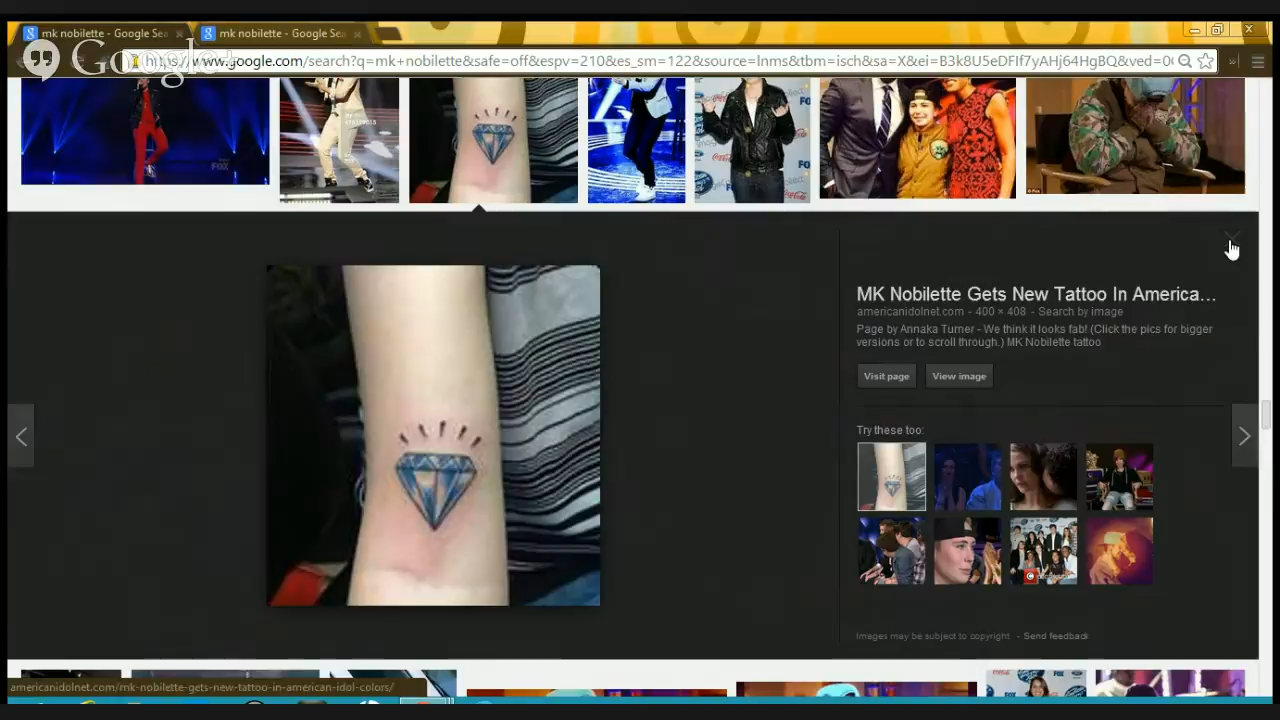 mk nobilette - Google Sea
mk nobilette - Google Sea
Google+
https://www.google.com/search?q=mk+nobilette&safe=off&espv=210&es_sm=122&source=lnms&tbm=isch&sa=X&ei=
FOX
MK Nobilette Gets New Tattoo In America...
americanidolnet.com - 400 × 408 - Search by image
Page by Annaka Turner - We think it looks fab! (Click the pics for bigger
versions or to scroll through.) MK Nobilette tattoo
Visit page
View image
Try these too:
Images may be subject to copyright. - Send feedback
americanidolnet.com/mk-nobilette-gets-new-tattoo-in-american-idol-colors/